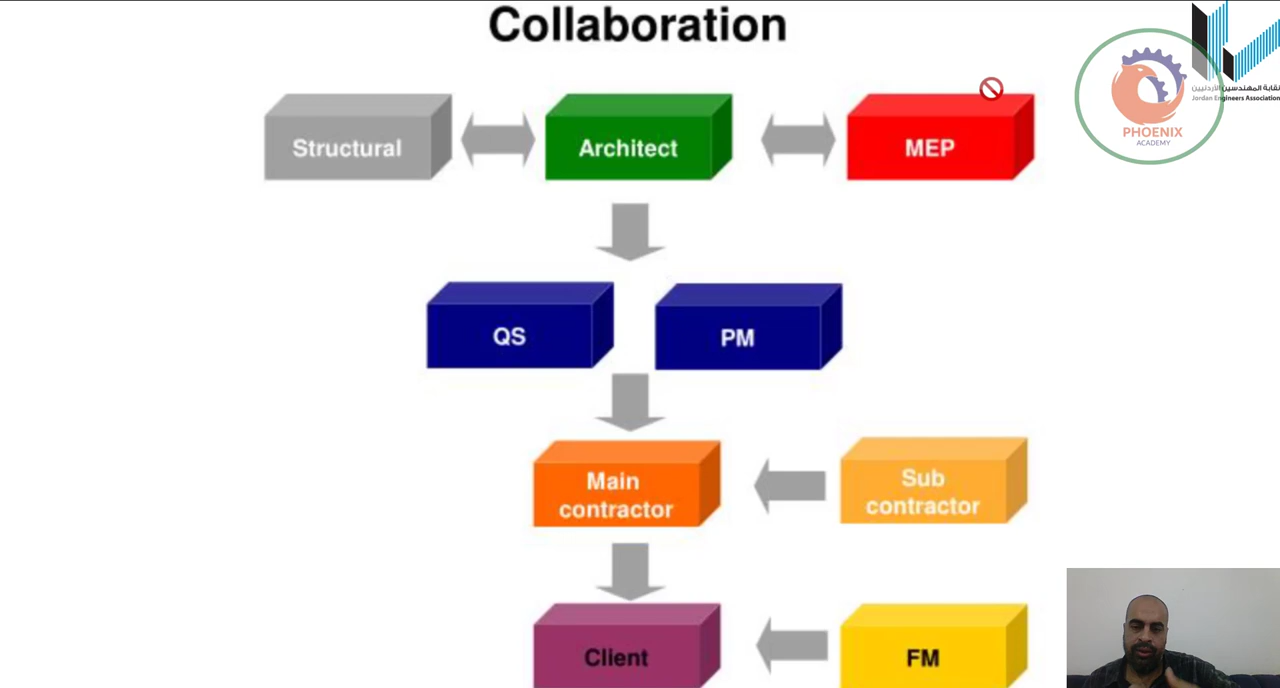 Collaboration
نقابة المهندسين الأردنيين
Jordan Engineers Association
PHOENIX
ACADEMY
Structural
Architect
MEP
QS
PM
Main
contractor
Sub
contractor
Client
FM